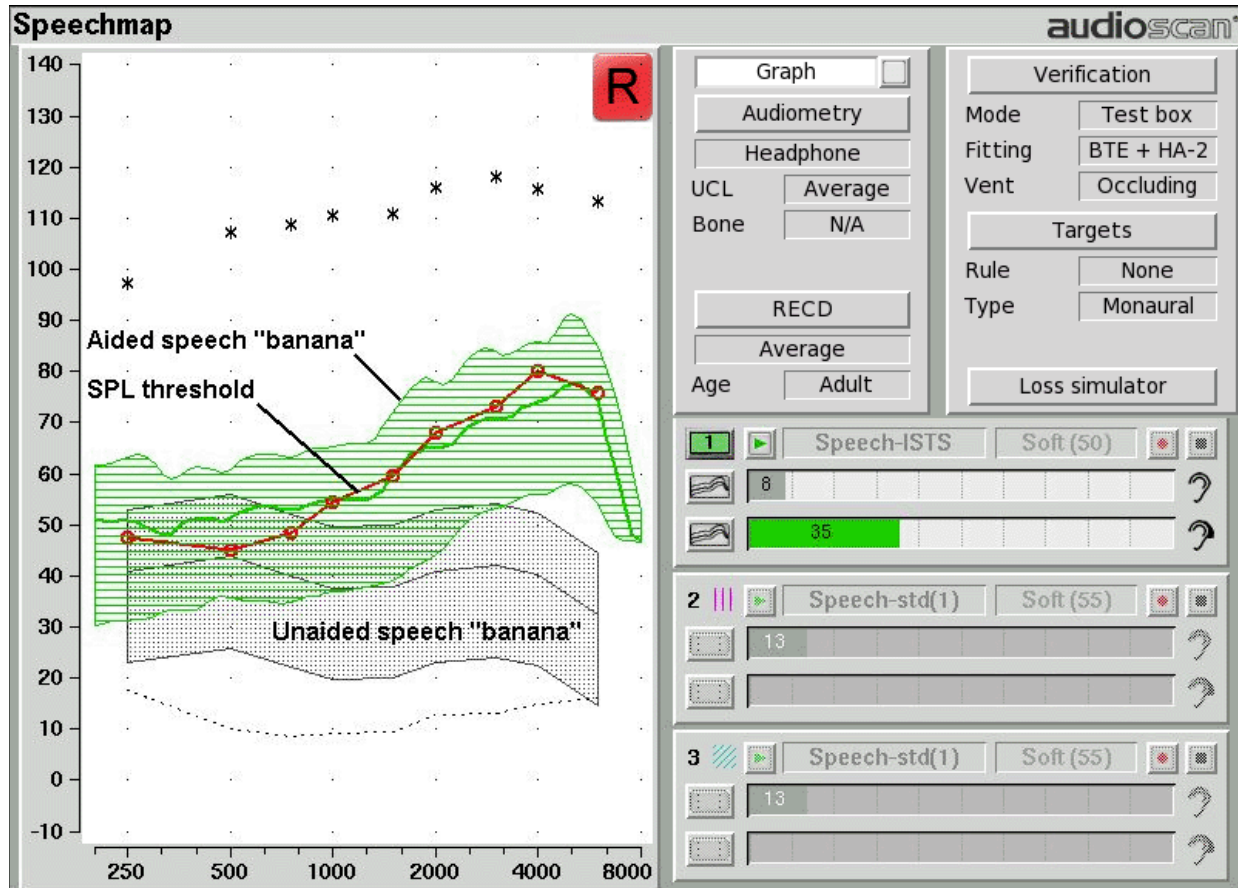 Speechmap
audioscan
140
130
120
110
100
90
80
70
60
50
40
30
20
10
0
-10
R
Aided speech "banana"
SPL threshold
Unaided speech "banana"
250 500 1000 2000 4000 8000
Graph
Audiometry
Headphone
UCL Average
Bone N/A
RECD
Average
Age Adult
Verification
Mode Test box
Fitting BTE + HA-2
Vent Occluding
Targets
Rule None
Type Monaural
Loss simulator
1 Speech-ISTS Soft (50)
8
35
2 Speech-std(1) Soft (55)
13
3 Speech-std(1) Soft (55)
13